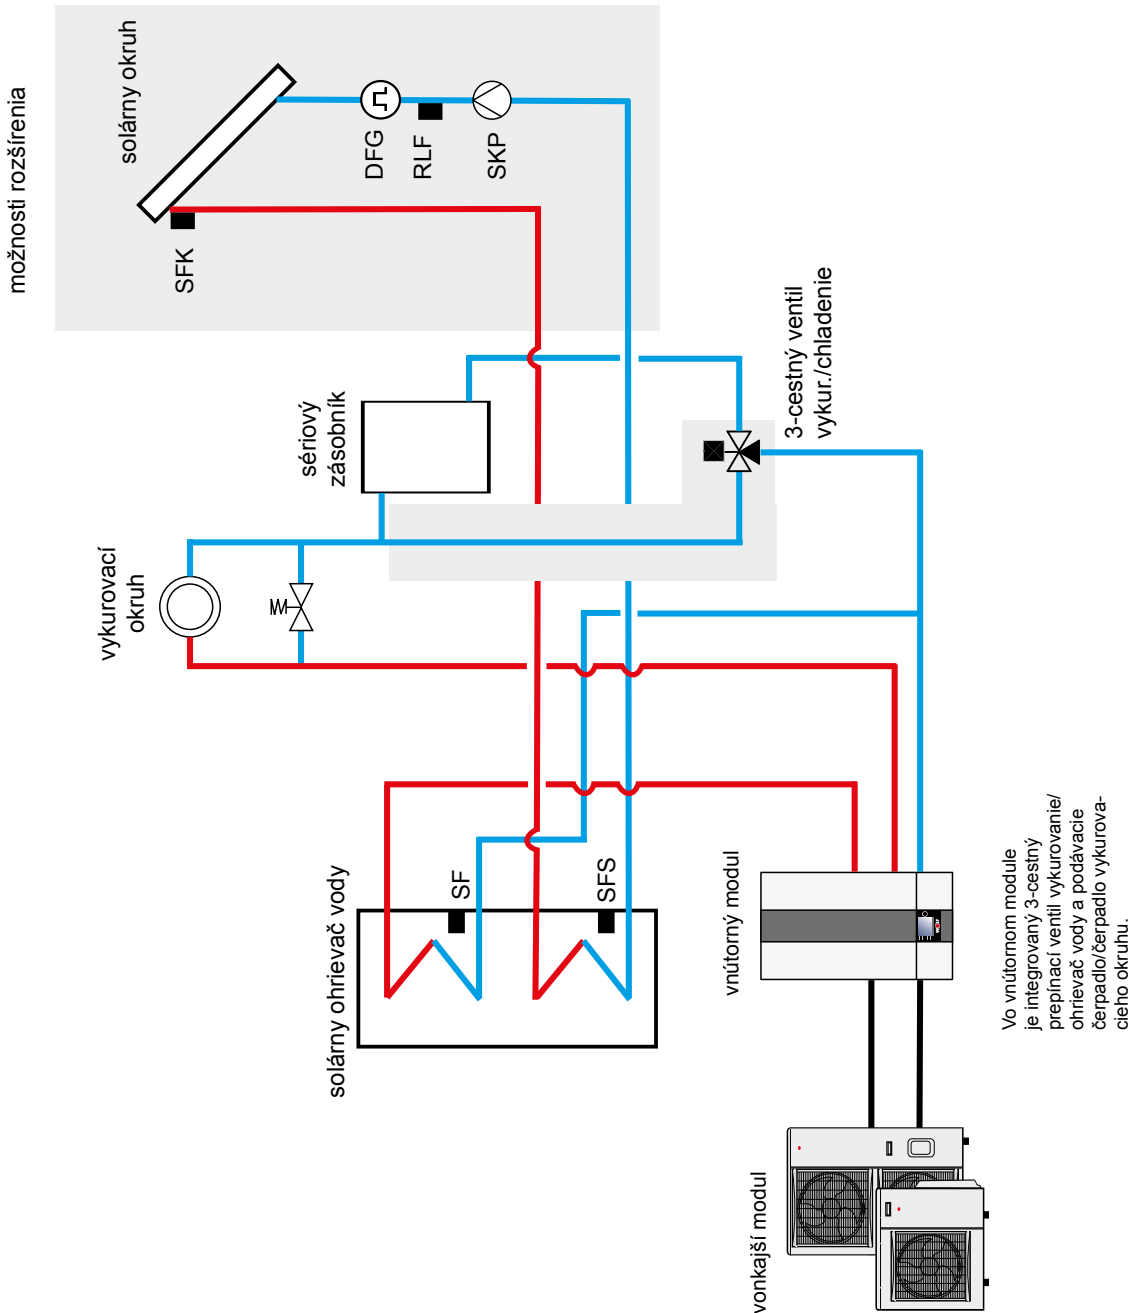 možnosti rozšírenia
solárny okruh
SFK
DFG
RLF
SKP
sériový
zásobník
3-cestný ventil
vykur./chladenie
vykurovací
okruh
solárny ohrievač vody
SF
SFS
vnútorný modul
vonkajší modul
Vo vnútornom module
je integrovaný 3-cestný
prepínací ventil vykurovanie/
ohrievač vody a podávacie
čerpadlo/čerpadlo vykurova-
cieho okruhu.